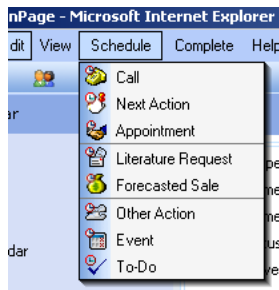 nPage - Microsoft Internet Explorer
dit View Schedule Complete Help
Call
ar
Next Action
Appointment
Literature Request
Forecasted Sale
Other Action
Event
dar
To-Do